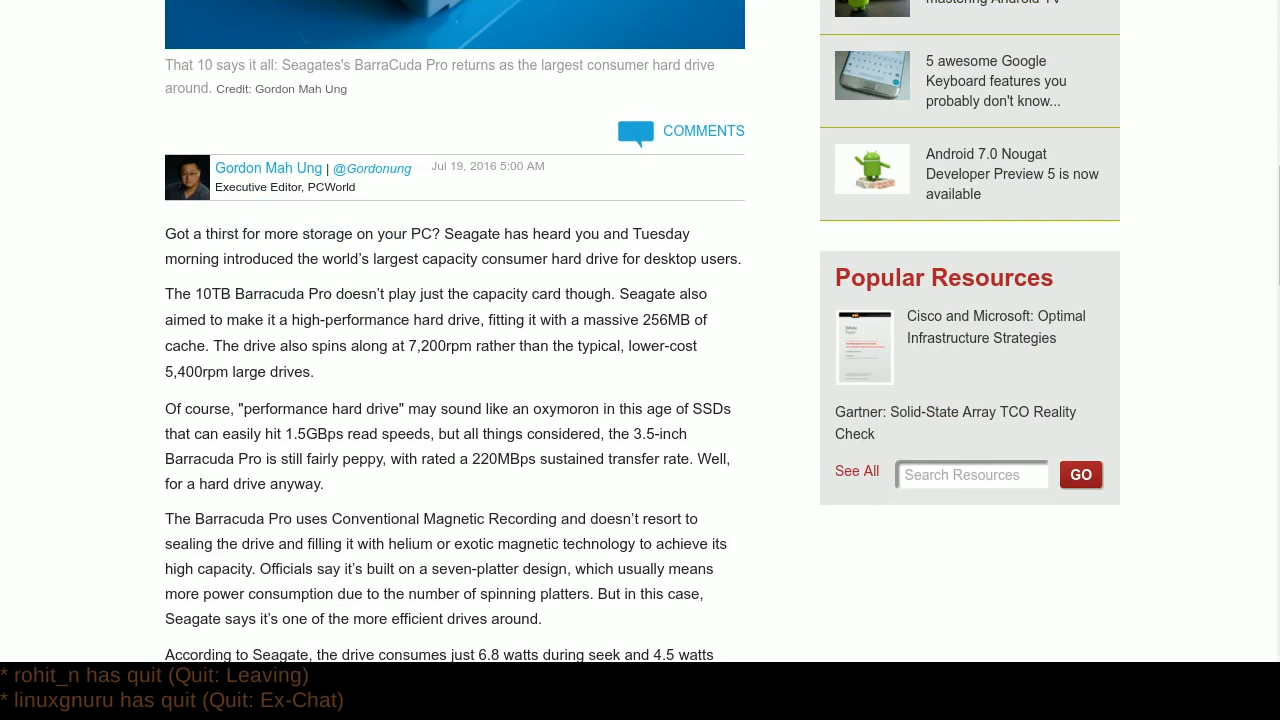 mastering Android TV
That 10 says it all: Seagates's BarraCuda Pro returns as the largest consumer hard drive
around. Credit: Gordon Mah Ung
COMMENTS
Gordon Mah Ung | @Gordonung Jul 19, 2016 5:00 AM
Executive Editor, PCWorld
Got a thirst for more storage on your PC? Seagate has heard you and Tuesday
morning introduced the world’s largest capacity consumer hard drive for desktop users.
The 10TB Barracuda Pro doesn’t play just the capacity card though. Seagate also
aimed to make it a high-performance hard drive, fitting it with a massive 256MB of
cache. The drive also spins along at 7,200rpm rather than the typical, lower-cost
5,400rpm large drives.
Of course, "performance hard drive" may sound like an oxymoron in this age of SSDs
that can easily hit 1.5GBps read speeds, but all things considered, the 3.5-inch
Barracuda Pro is still fairly peppy, with rated a 220MBps sustained transfer rate. Well,
for a hard drive anyway.
The Barracuda Pro uses Conventional Magnetic Recording and doesn’t resort to
sealing the drive and filling it with helium or exotic magnetic technology to achieve its
high capacity. Officials say it’s built on a seven-platter design, which usually means
more power consumption due to the number of spinning platters. But in this case,
Seagate says it’s one of the more efficient drives around.
According to Seagate, the drive consumes just 6.8 watts during seek and 4.5 watts
5 awesome Google
Keyboard features you
probably don't know...
Android 7.0 Nougat
Developer Preview 5 is now
available
Popular Resources
Cisco and Microsoft: Optimal
Infrastructure Strategies
Gartner: Solid-State Array TCO Reality
Check
See All Search Resources GO
* rohit_n has quit (Quit: Leaving)
* linuxgnuru has quit (Quit: Ex-Chat)